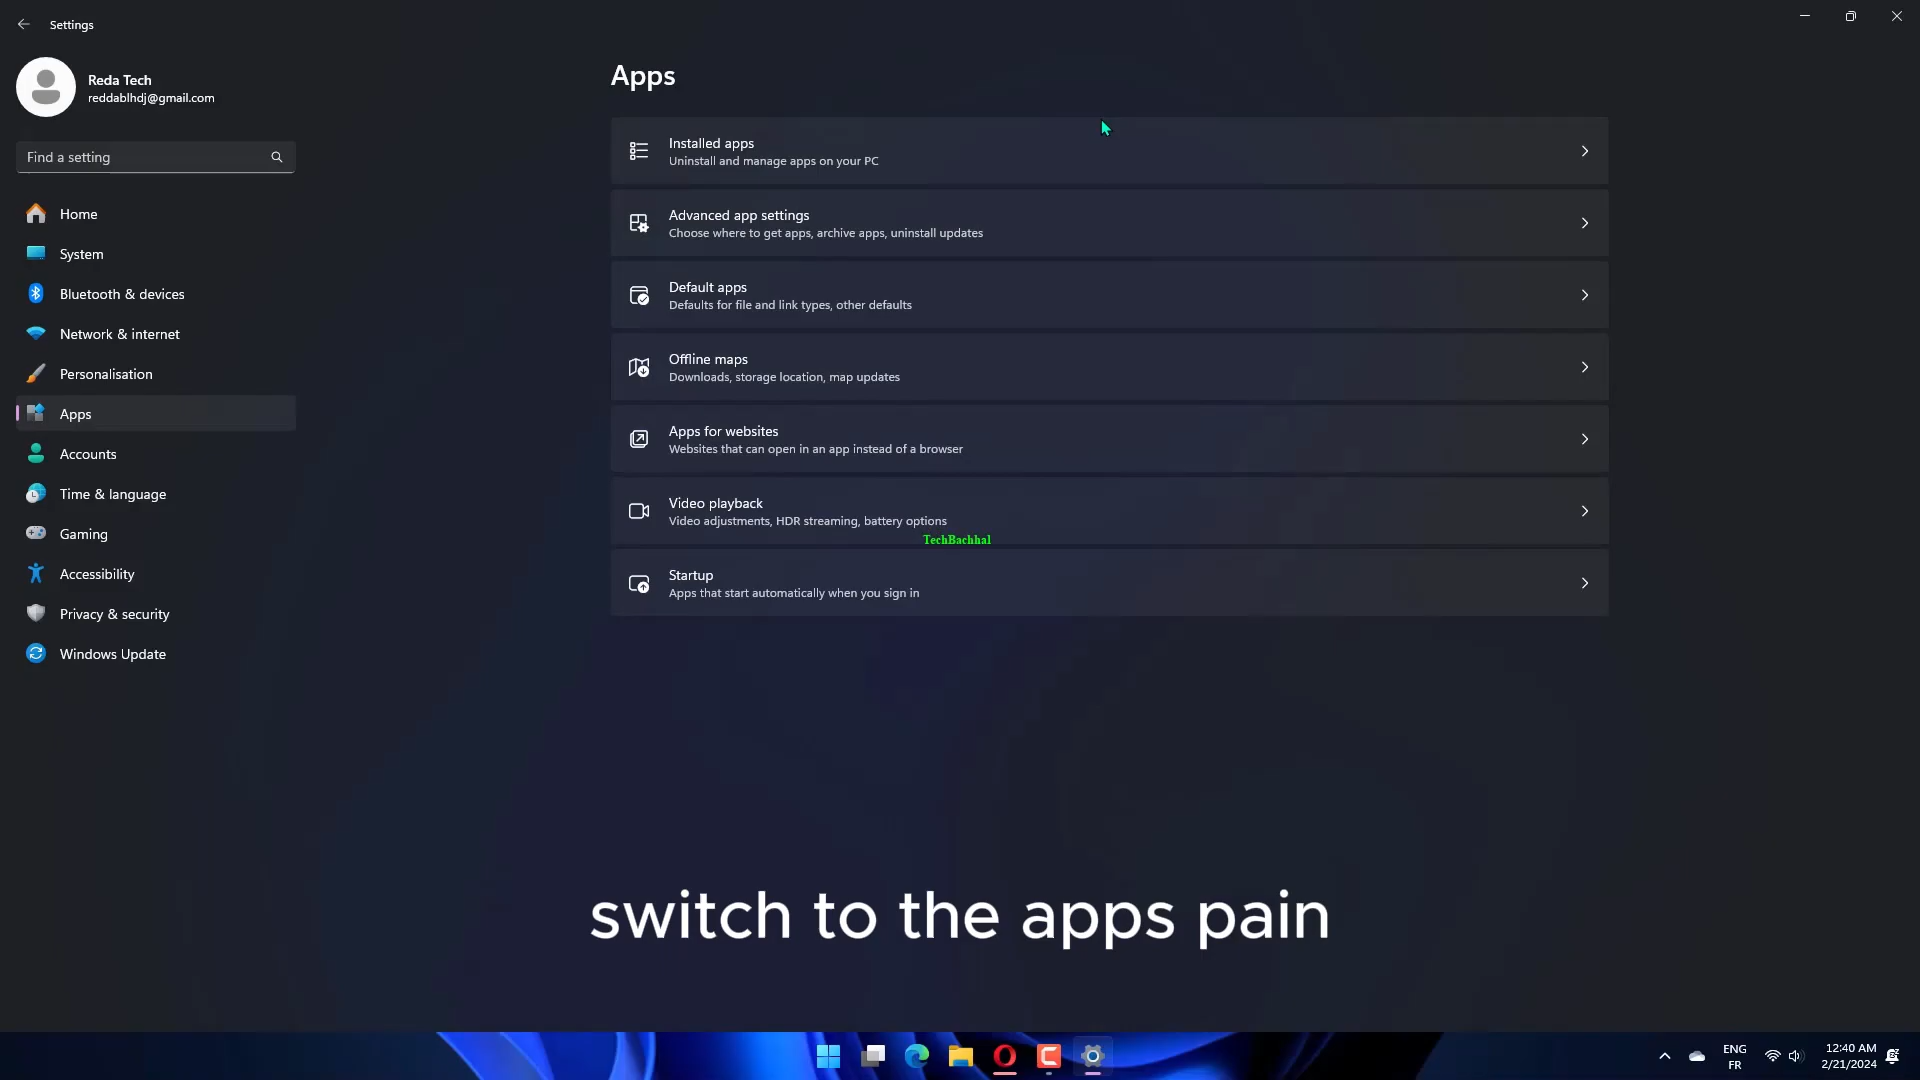 Settings
Reda Tech
reddablhdj@gmail.com
Find a setting
Home
System
Bluetooth & devices
Network & internet
Personalisation
Apps
Accounts
Time & language
Gaming
Accessibility
Privacy & security
Windows Update
Apps
Installed apps
Uninstall and manage apps on your PC
Advanced app settings
Choose where to get apps, archive apps, uninstall updates
Default apps
Defaults for file and link types, other defaults
Offline maps
Downloads, storage location, map updates
Apps for websites
Websites that can open in an app instead of a browser
Video playback
Video adjustments, HDR streaming, battery options
TechBachhal
Startup
Apps that start automatically when you sign in
switch to the apps pain
ENG
FR
12:40 AM
2/21/2024